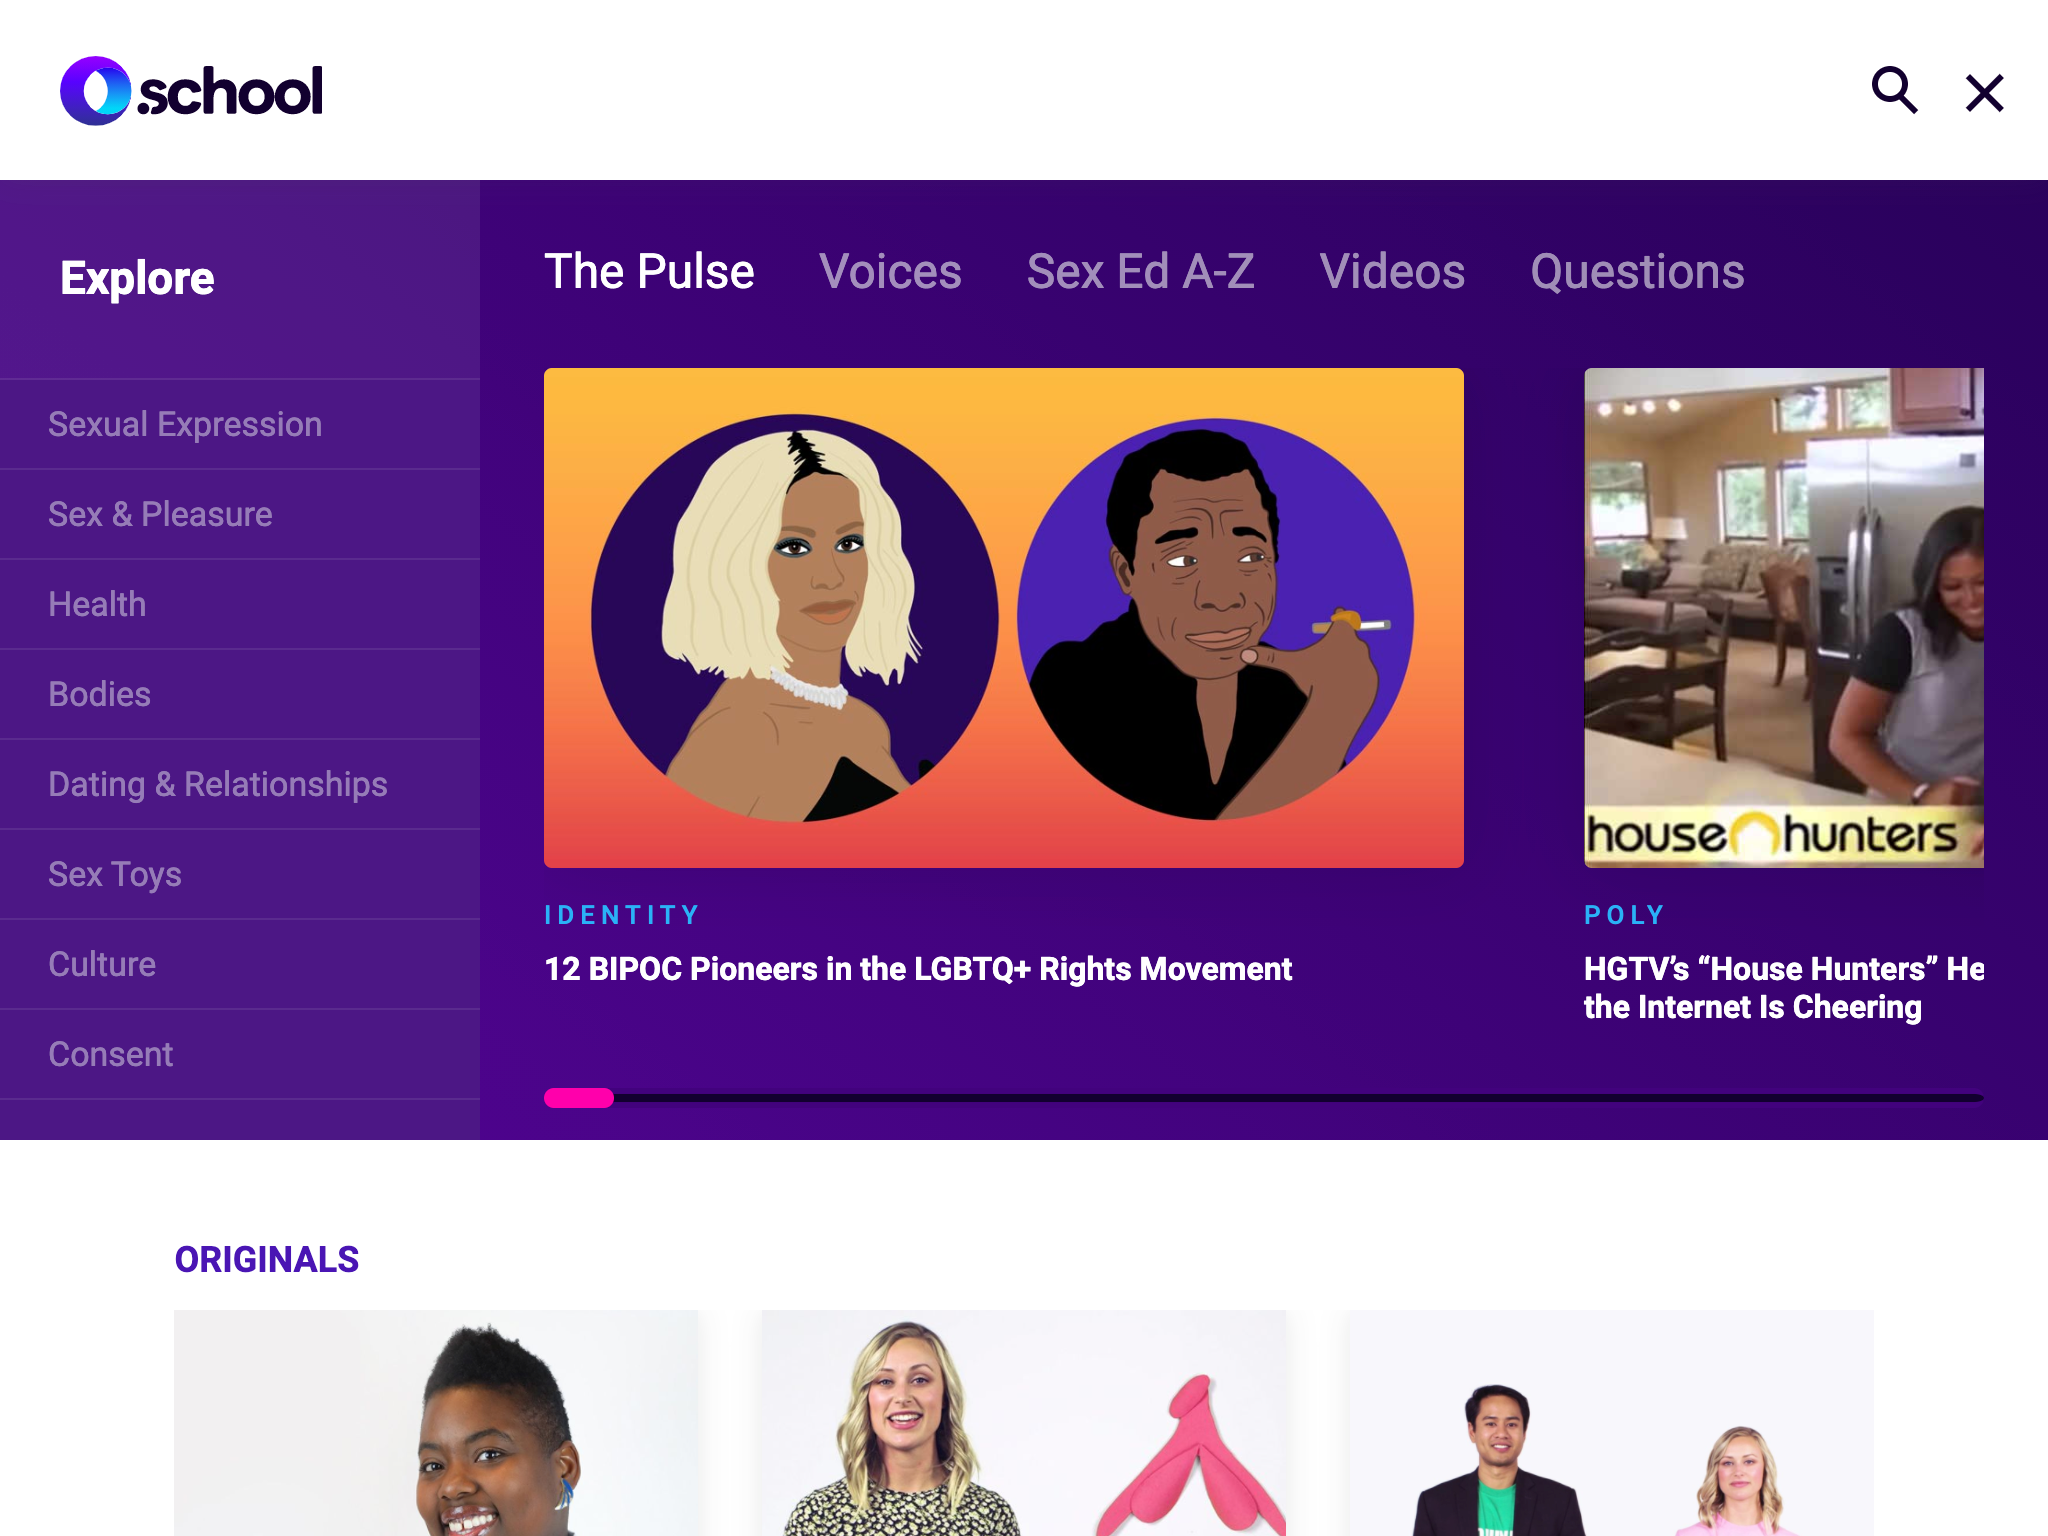 O.school
Explore
The Pulse Voices Sex Ed A-Z Videos Questions
Sexual Expression
Sex & Pleasure
Health
Bodies
Dating & Relationships
Sex Toys
Culture
Consent
house hunters
IDENTITY
12 BIPOC Pioneers in the LGBTQ+ Rights Movement
POLY
HGTV’s “House Hunters” He
the Internet Is Cheering
ORIGINALS